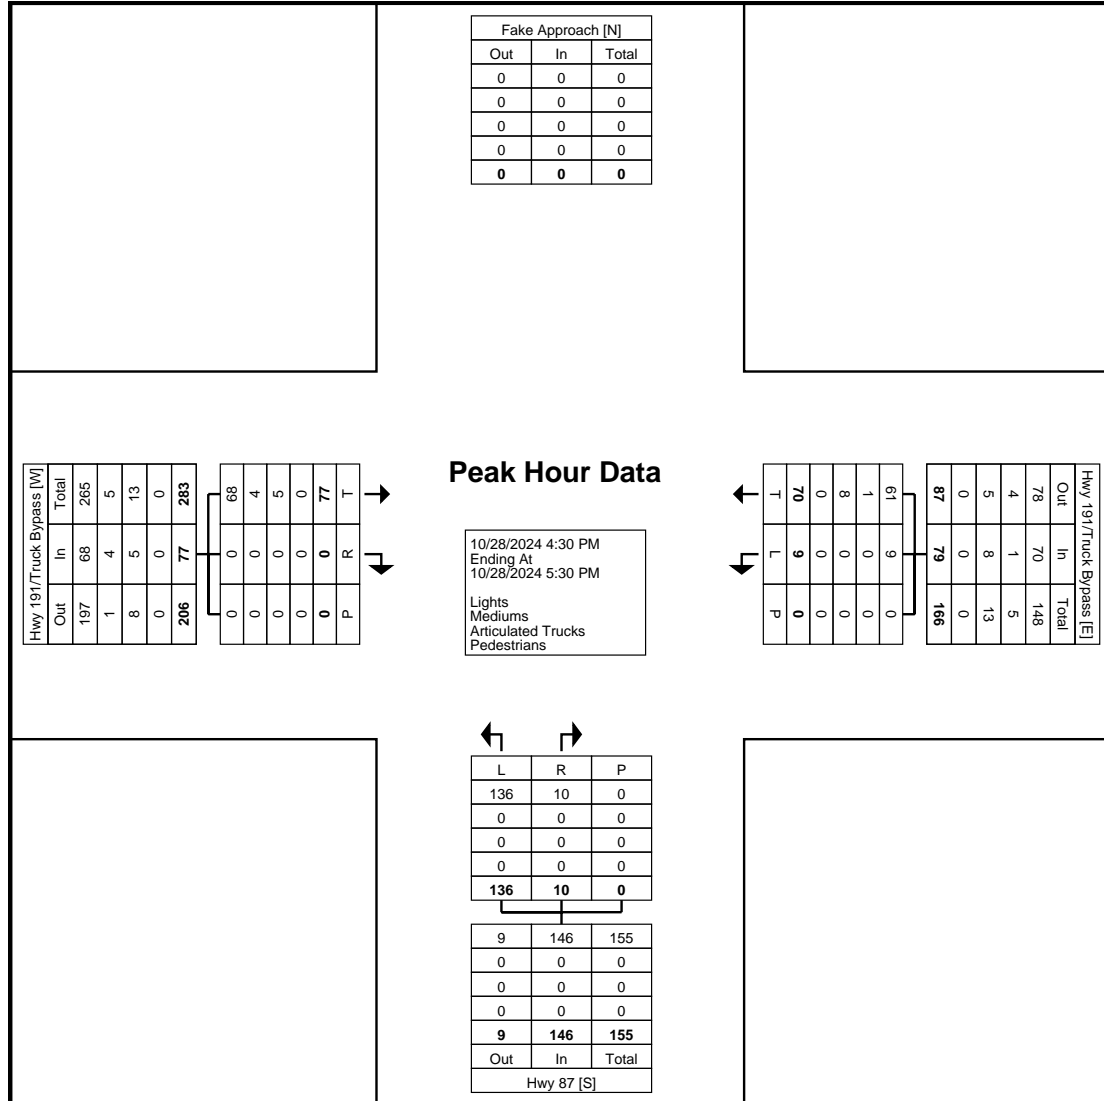 Fake Approach [N]
Out In Total
0 0 0
0 0 0
0 0 0
0 0 0
0 0 0
Hwy 191/Truck Bypass [W]
Out In Total
197 68 265
1 4 5
8 5 13
0 0 0
206 77 283
0 0 68
0 0 4
0 0 5
0 0 0
0 0 77
P R T
Peak Hour Data
10/28/2024 4:30 PM
Ending At
10/28/2024 5:30 PM
Lights
Mediums
Articulated Trucks
Pedestrians
Hwy 191/Truck Bypass [E]
Out In Total
78 70 148
4 1 5
5 8 13
0 0 0
87 79 166
61 9 0
1 0 0
8 0 0
0 0 0
70 9 0
T L P
L R P
136 10 0
0 0 0
0 0 0
0 0 0
136 10 0
9 146 155
0 0 0
0 0 0
0 0 0
9 146 155
Out In Total
Hwy 87 [S]